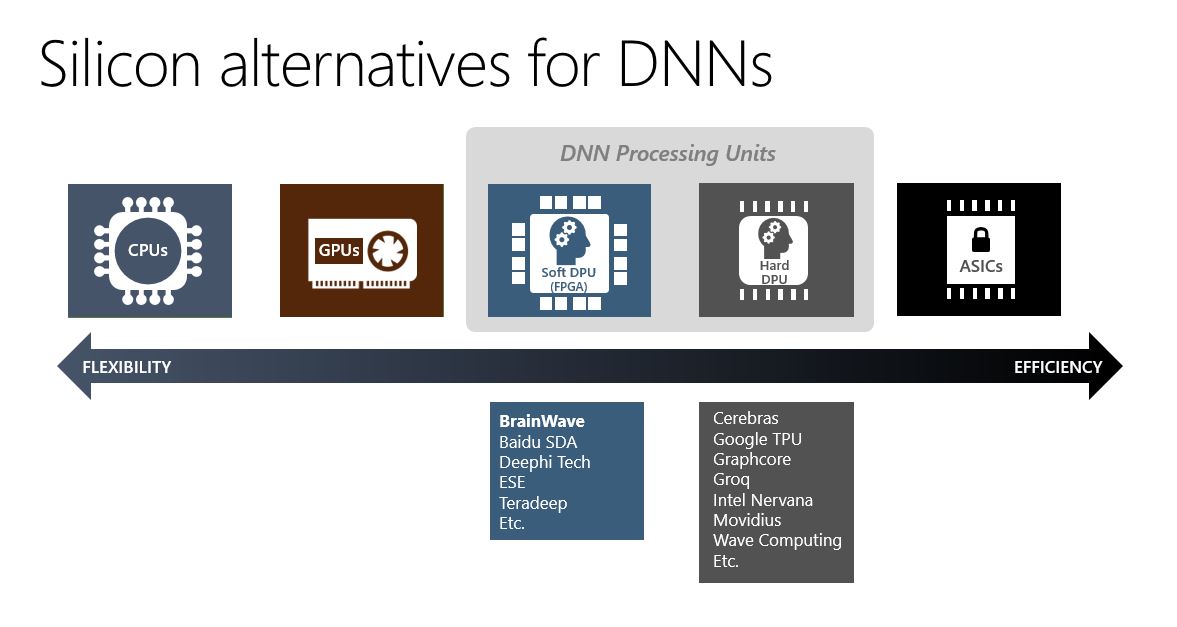 Silicon alternatives for DNNs
DNN Processing Units
CPUs
GPUs
Soft DPU
(FPGA)
Hard
DPU
ASICs
FLEXIBILITY
EFFICIENCY
BrainWave
Baidu SDA
Deephi Tech
ESE
Teradeep
Etc.
Cerebras
Google TPU
Graphcore
Groq
Intel Nervana
Movidius
Wave Computing
Etc.